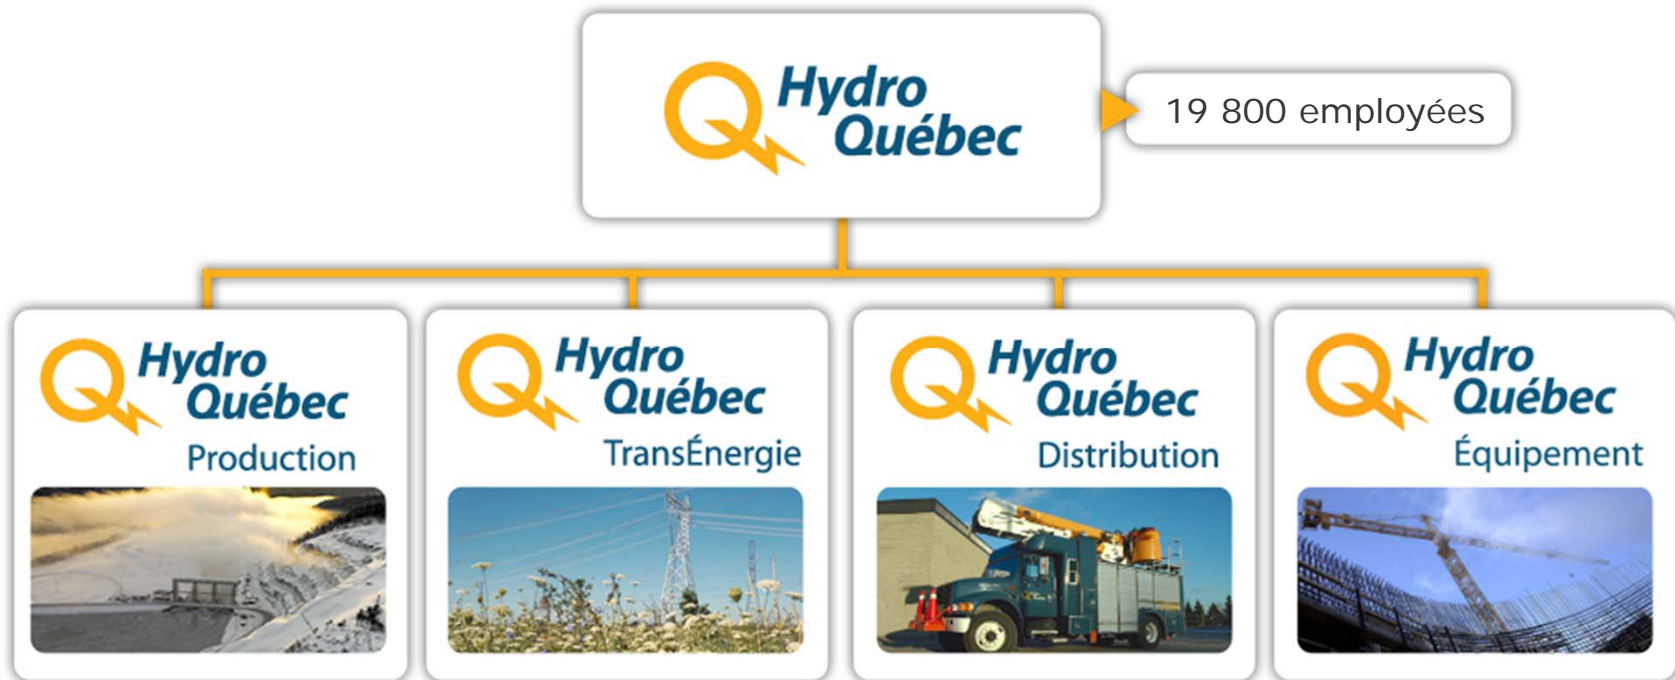 Hydro
Québec
19 800 employées
Hydro
Québec
Production
Hydro
Québec
TransÉnergie
Hydro
Québec
Distribution
Hydro
Québec
Équipement